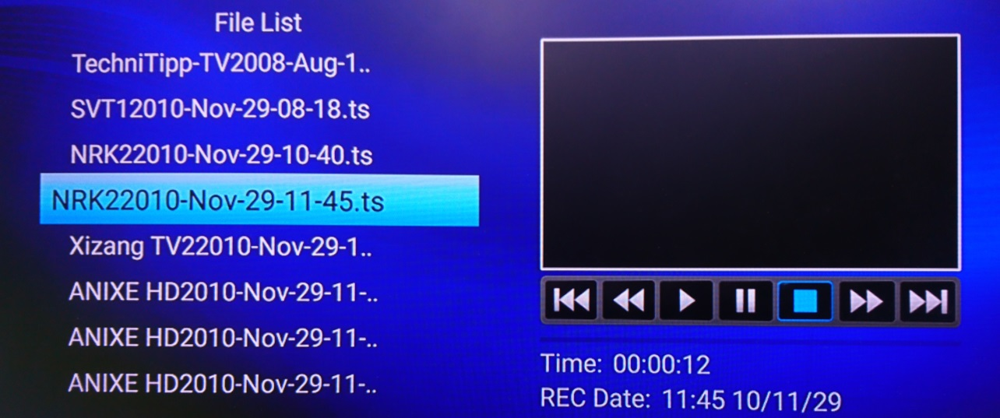 File List
TechniTipp-TV2008-Aug-1..
SVT12010-Nov-29-08-18.ts
NRK22010-Nov-29-10-40.ts
NRK22010-Nov-29-11-45.ts
Xizang TV22010-Nov-29-1..
ANIXE HD2010-Nov-29-11-..
ANIXE HD2010-Nov-29-11-..
ANIXE HD2010-Nov-29-11-..
Time: 00:00:12
REC Date: 11:45 10/11/29